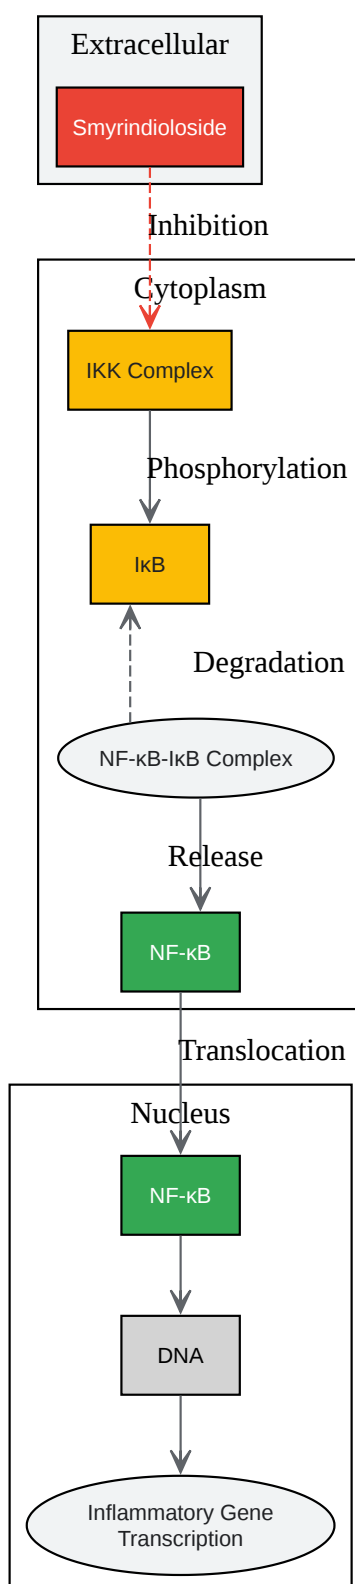 Extracellular
Smyrindioloside
Inhibition
Cytoplasm
IKK Complex
Phosphorylation
IκB
Degradation
NF-κB-IκB Complex
Release
NF-κB
Translocation
Nucleus
NF-κB
DNA
Inflammatory Gene
Transcription